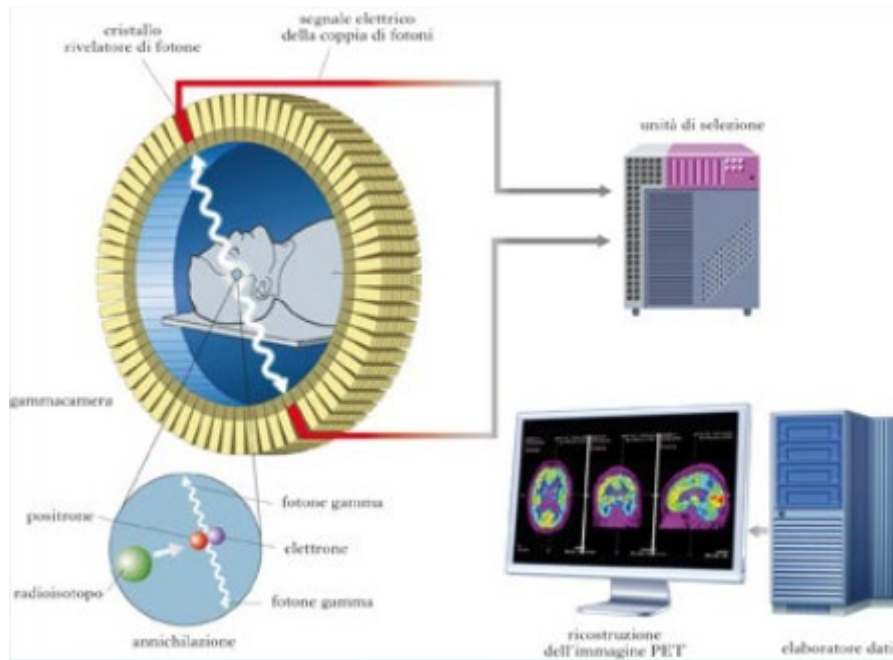 cristallo
rivelatore di fotone
segnale elettrico
della coppia di fotoni
unità di selezione
gammacamera
fotone gamma
positrone
elettrone
radioisotopo
fotone gamma
annichilazione
ricostruzione
dell'immagine PET
elaboratore dati